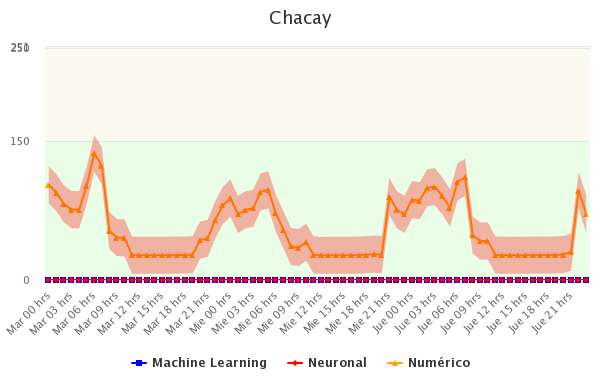 Chacay
250
150
0
Mar 00 hrs
Mar 03 hrs
Mar 06 hrs
Mar 09 hrs
Mar 12 hrs
Mar 15 hrs
Mar 18 hrs
Mar 21 hrs
Mie 00 hrs
Mie 03 hrs
Mie 06 hrs
Mie 09 hrs
Mie 12 hrs
Mie 15 hrs
Mie 18 hrs
Mie 21 hrs
Jue 00 hrs
Jue 03 hrs
Jue 06 hrs
Jue 09 hrs
Jue 12 hrs
Jue 15 hrs
Jue 18 hrs
Jue 21 hrs
Machine Learning Neuronal Numérico